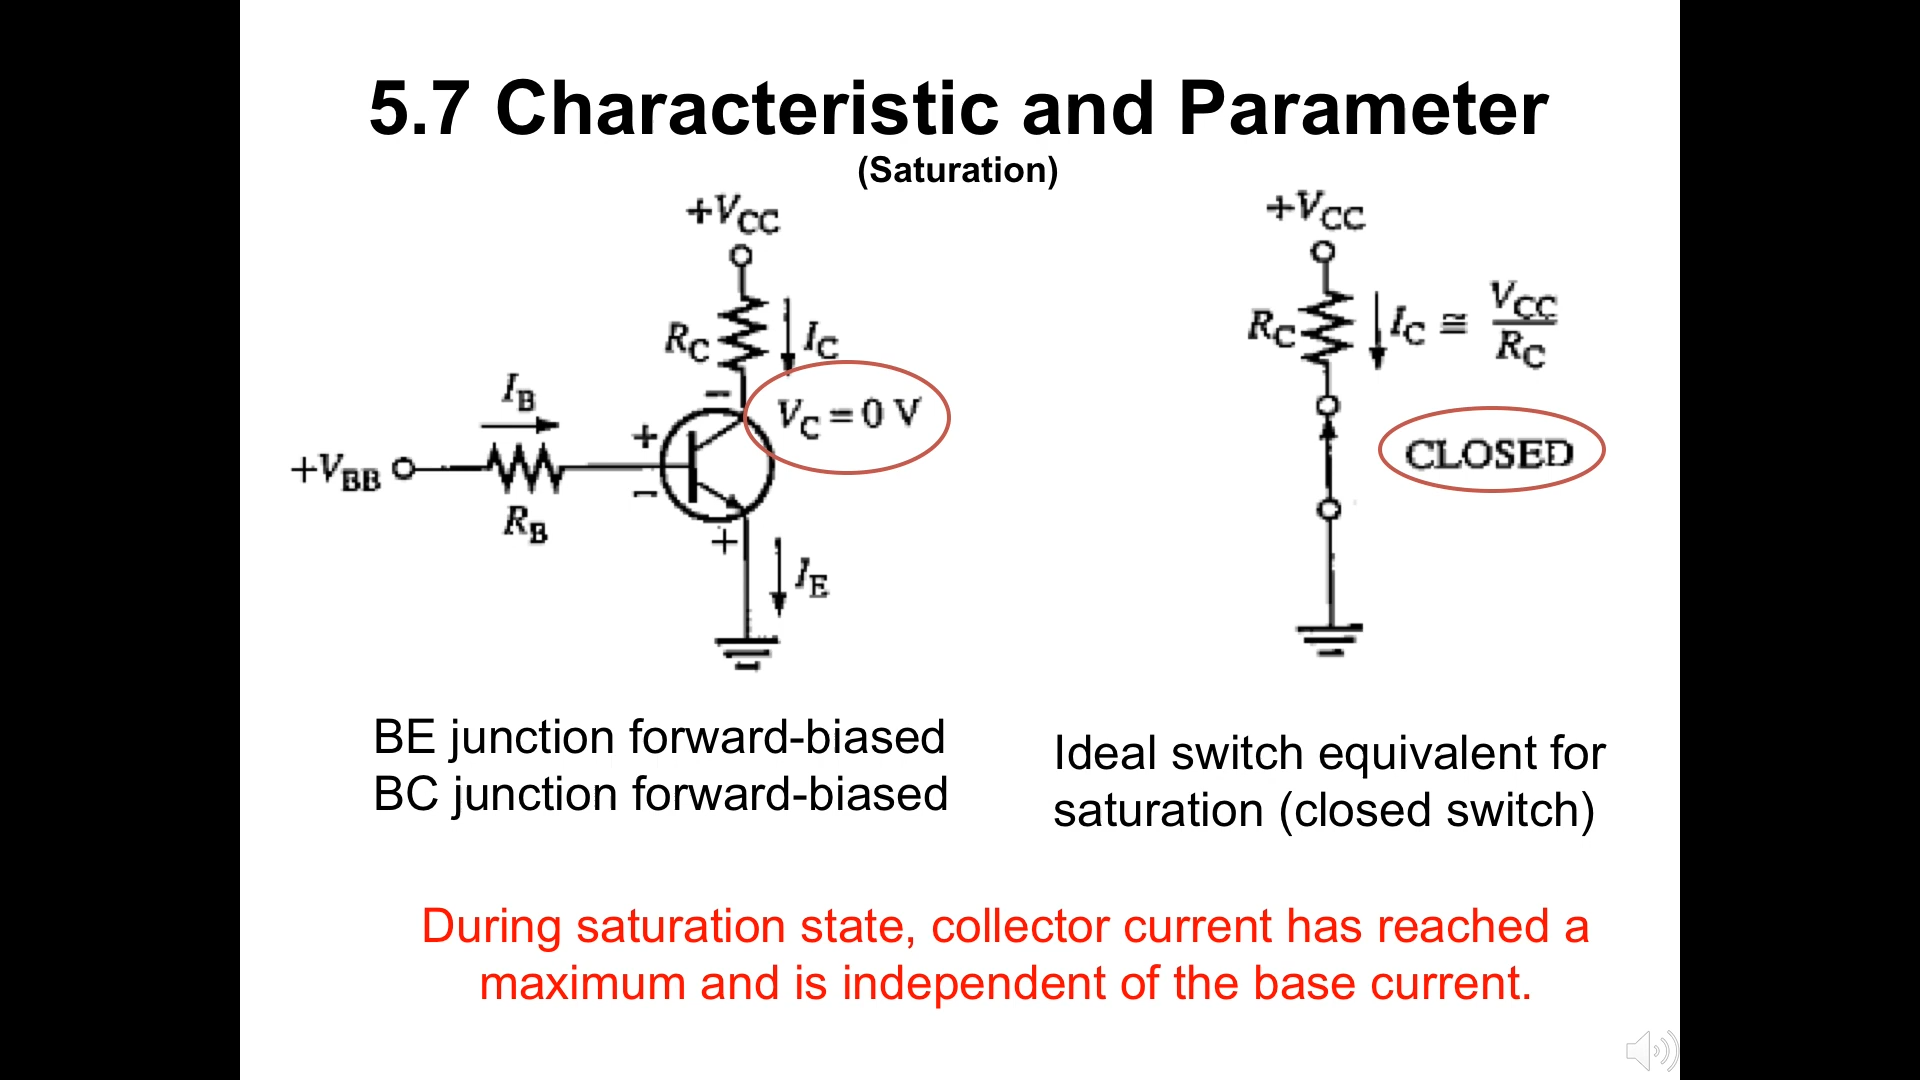 5.7 Characteristic and Parameter
(Saturation)
+VCC
RC
IC
VC = 0 V
IB
+VBB
RB
+
−
−
+
IE
+VCC
RC
IC ≅ VCC
RC
CLOSED
BE junction forward-biased
BC junction forward-biased
Ideal switch equivalent for
saturation (closed switch)
During saturation state, collector current has reached a
maximum and is independent of the base current.